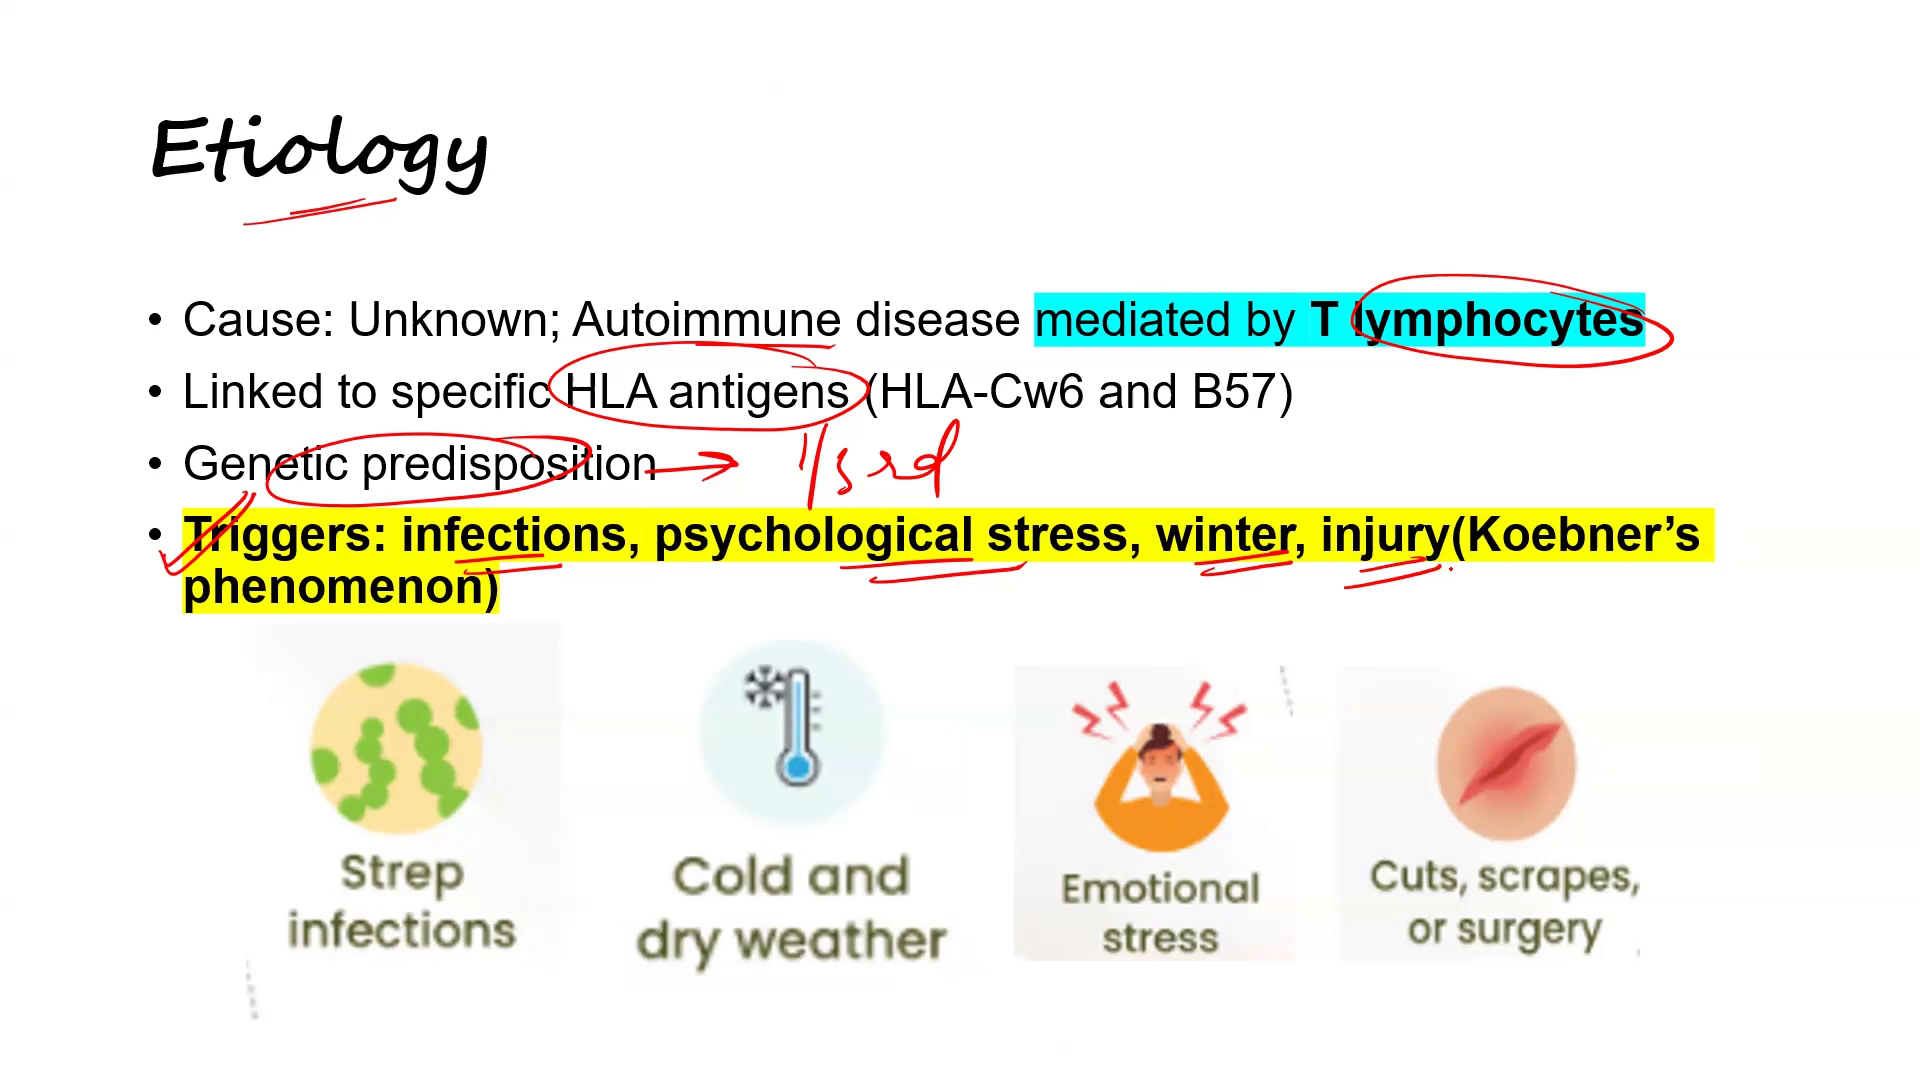 Etiology
• Cause: Unknown; Autoimmune disease mediated by T lymphocytes
• Linked to specific HLA antigens (HLA-Cw6 and B57)
• Genetic predisposition → 1/3 rd
• Triggers: infections, psychological stress, winter, injury(Koebner’s
phenomenon)
Strep
infections
Cold and
dry weather
Emotional
stress
Cuts, scrapes,
or surgery